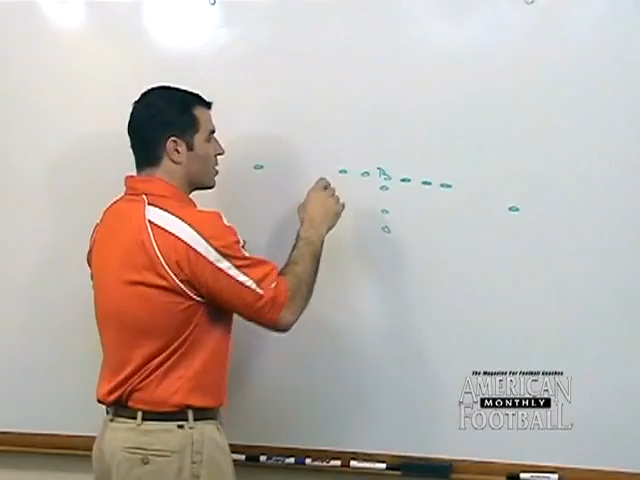 The Magazine For Football Coaches
AMERICAN
MONTHLY
FOOTBALL